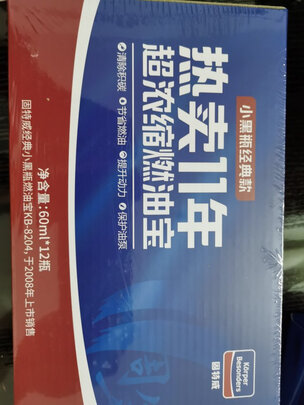 小黑瓶经典款
热卖11年
超浓缩燃油宝
清除积碳 节省燃油 提升动力 保护油泵
净含量:60ml*12瓶
固特威经典小黑瓶燃油宝KB-8204,于2008年上市销售
Körper
Besonders
固特威